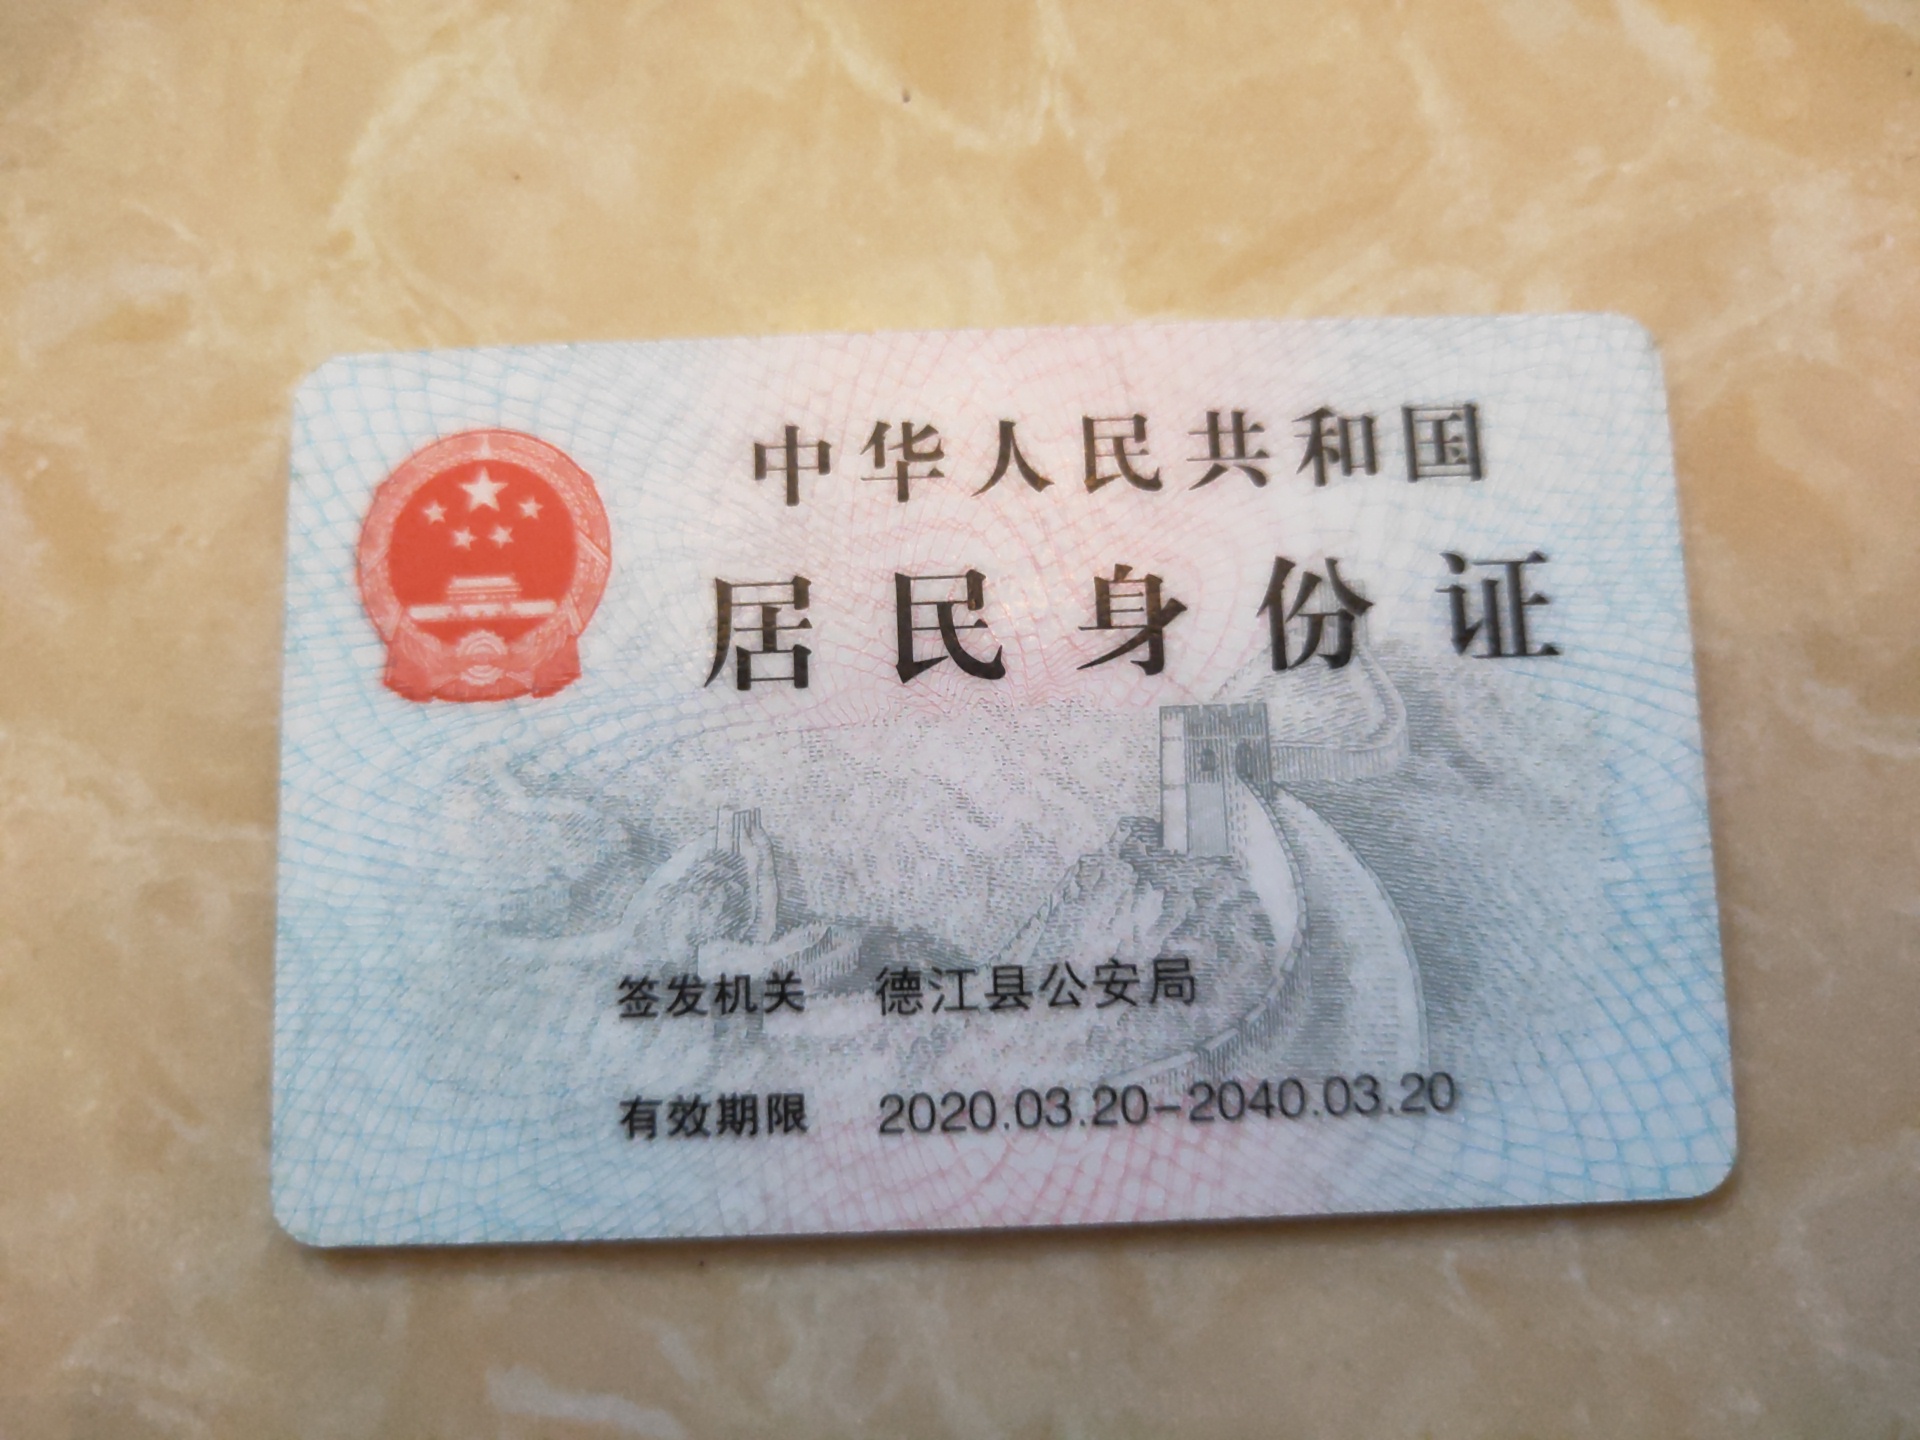 中华人民共和国
居民身份证
签发机关 德江县公安局
有效期限 2020.03.20-2040.03.20